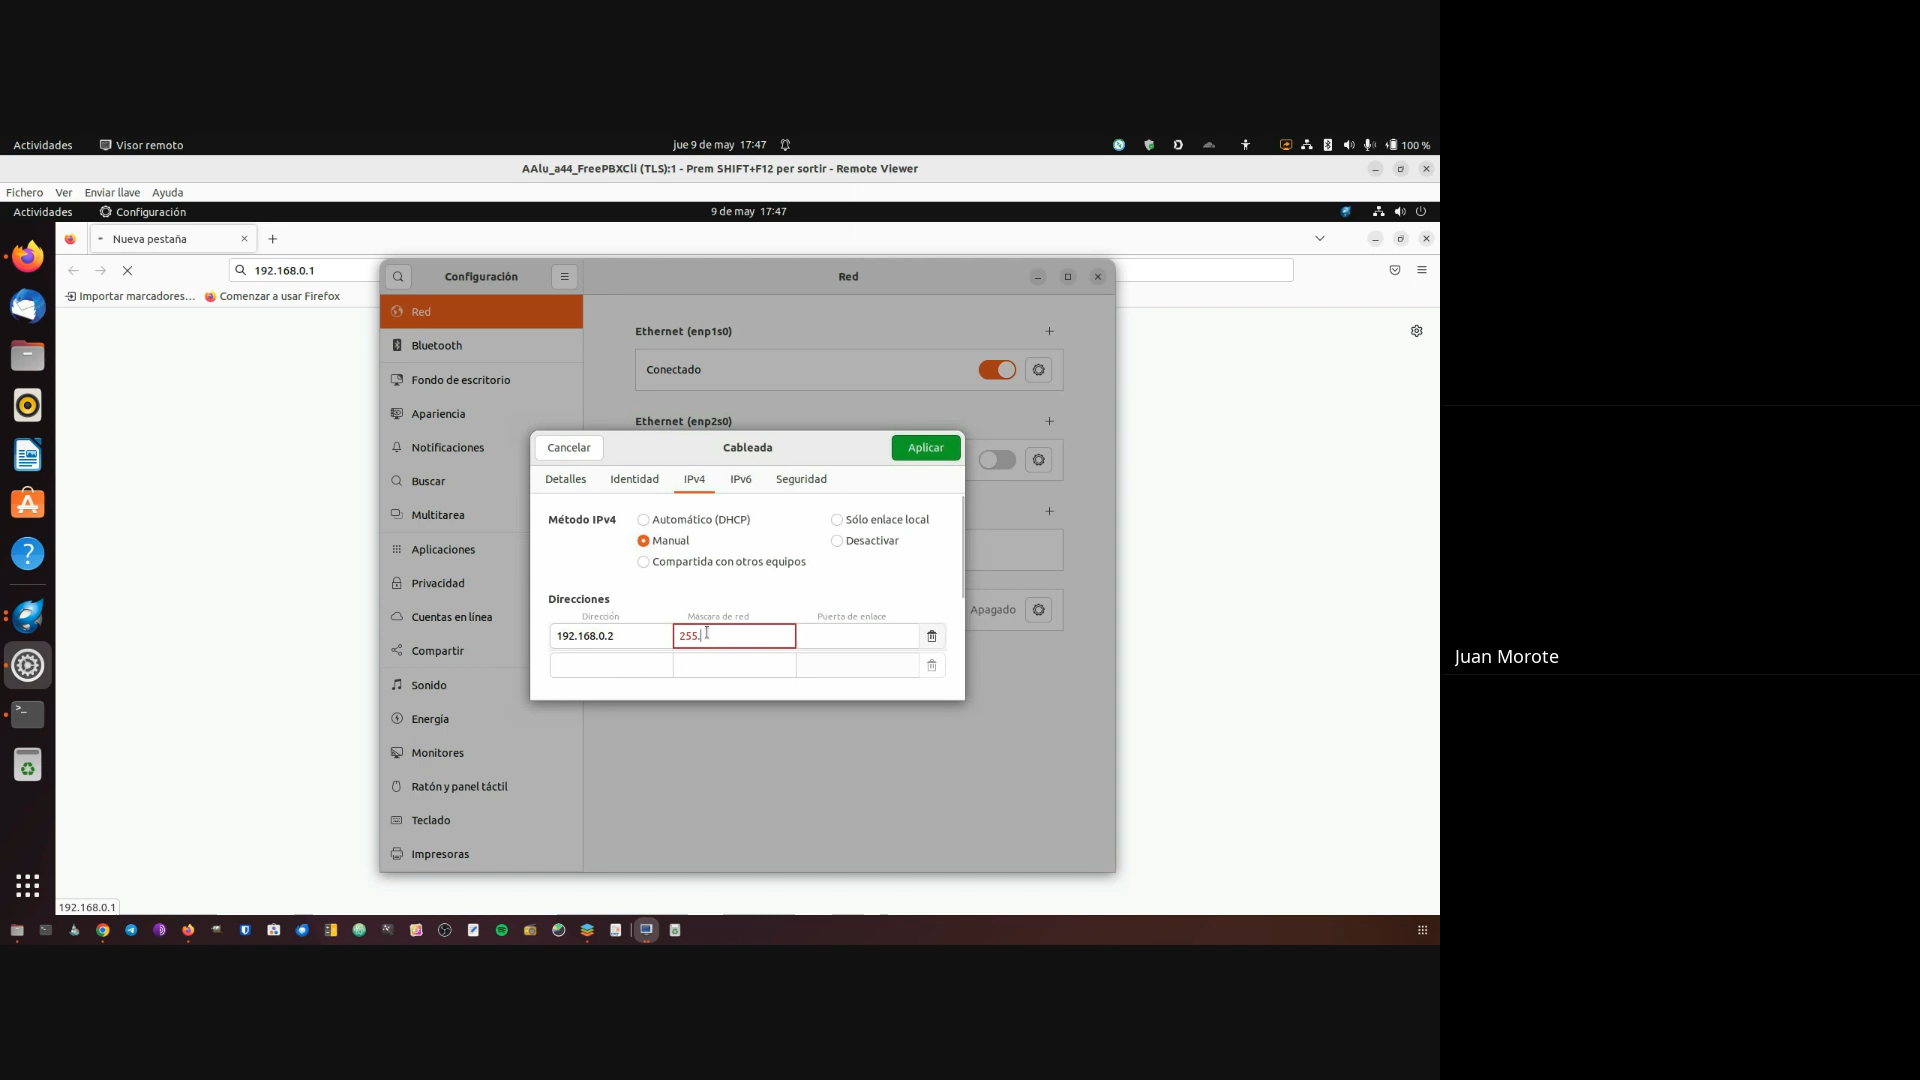 Actividades Visor remoto jue 9 de may 17:47 100 %
AAlu_a44_FreePBXCli (TLS):1 - Prem SHIFT+F12 per sortir - Remote Viewer
Fichero Ver Enviar llave Ayuda
Actividades Configuración 9 de may 17:47
Nueva pestaña
192.168.0.1
Importar marcadores... Comenzar a usar Firefox
Configuración
Red
Bluetooth
Fondo de escritorio
Apariencia
Notificaciones
Buscar
Multitarea
Aplicaciones
Privacidad
Cuentas en línea
Compartir
Sonido
Energía
Monitores
Ratón y panel táctil
Teclado
Impresoras
Red
Ethernet (enp1s0)
Conectado
Ethernet (enp2s0)
Apagado
Cancelar Cableada Aplicar
Detalles Identidad IPv4 IPv6 Seguridad
Método IPv4 Automático (DHCP) Sólo enlace local
Manual Desactivar
Compartida con otros equipos
Direcciones
Dirección Máscara de red Puerta de enlace
192.168.0.2 255.
192.168.0.1
Juan Morote